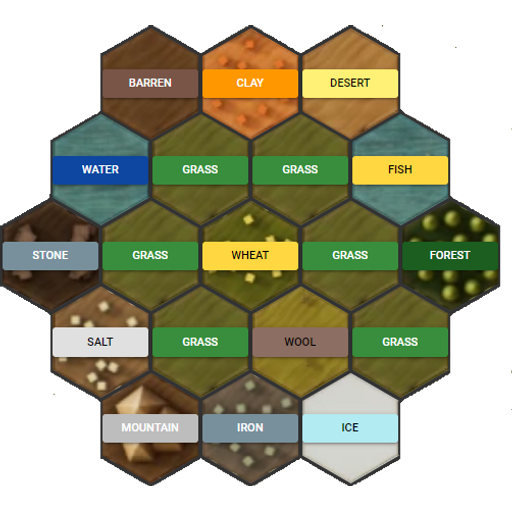 BARREN CLAY DESERT
WATER GRASS GRASS FISH
STONE GRASS WHEAT GRASS FOREST
SALT GRASS WOOL GRASS
MOUNTAIN IRON ICE